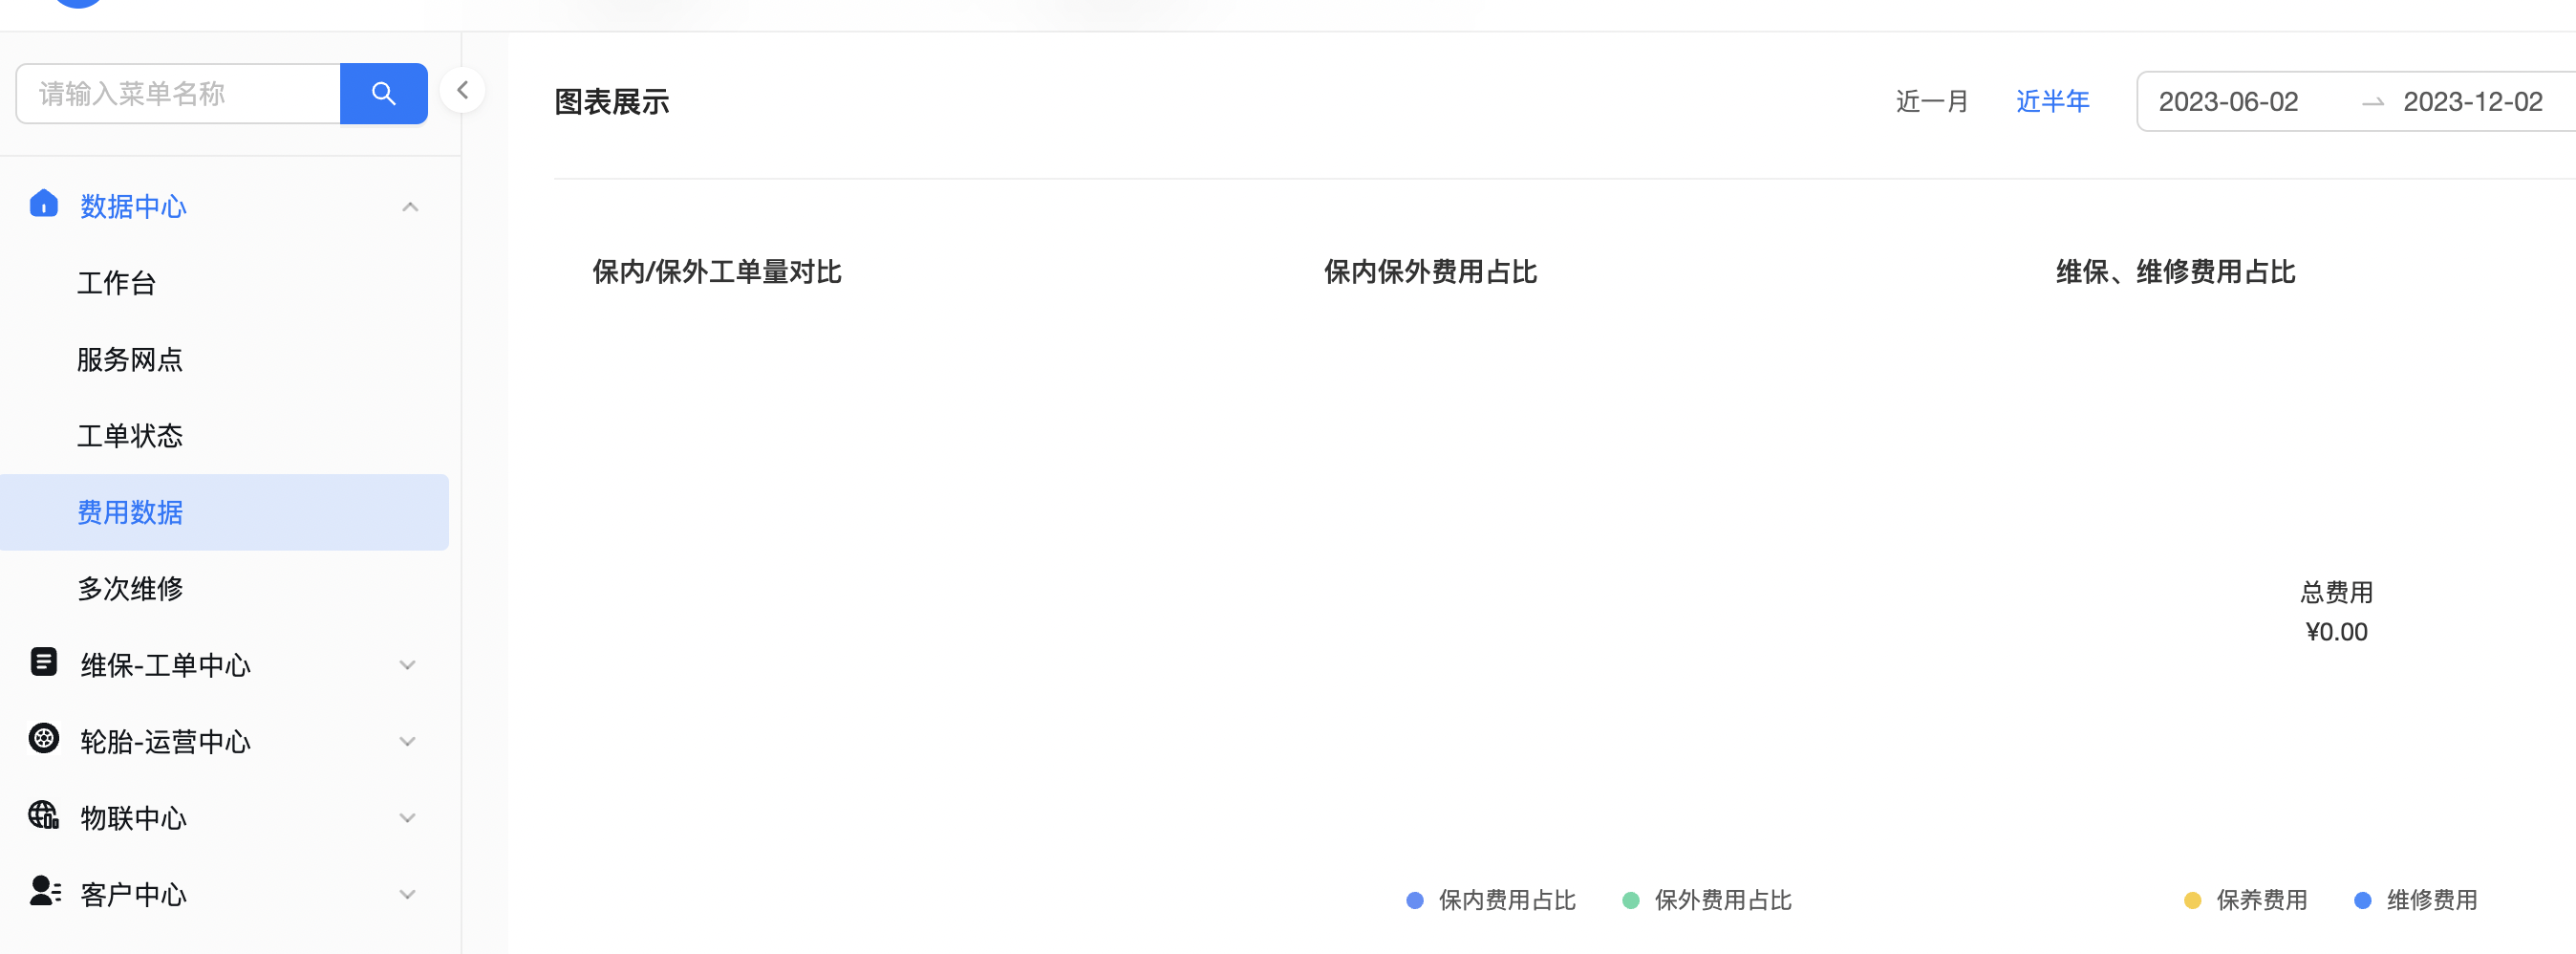 请输入菜单名称
数据中心
工作台
服务网点
工单状态
费用数据
多次维修
维保-工单中心
轮胎-运营中心
物联中心
客户中心
图表展示
近一月 近半年 2023-06-02 → 2023-12-02
保内/保外工单量对比
保内保外费用占比
保内费用占比 保外费用占比
维保、维修费用占比
总费用
¥0.00
保养费用 维修费用